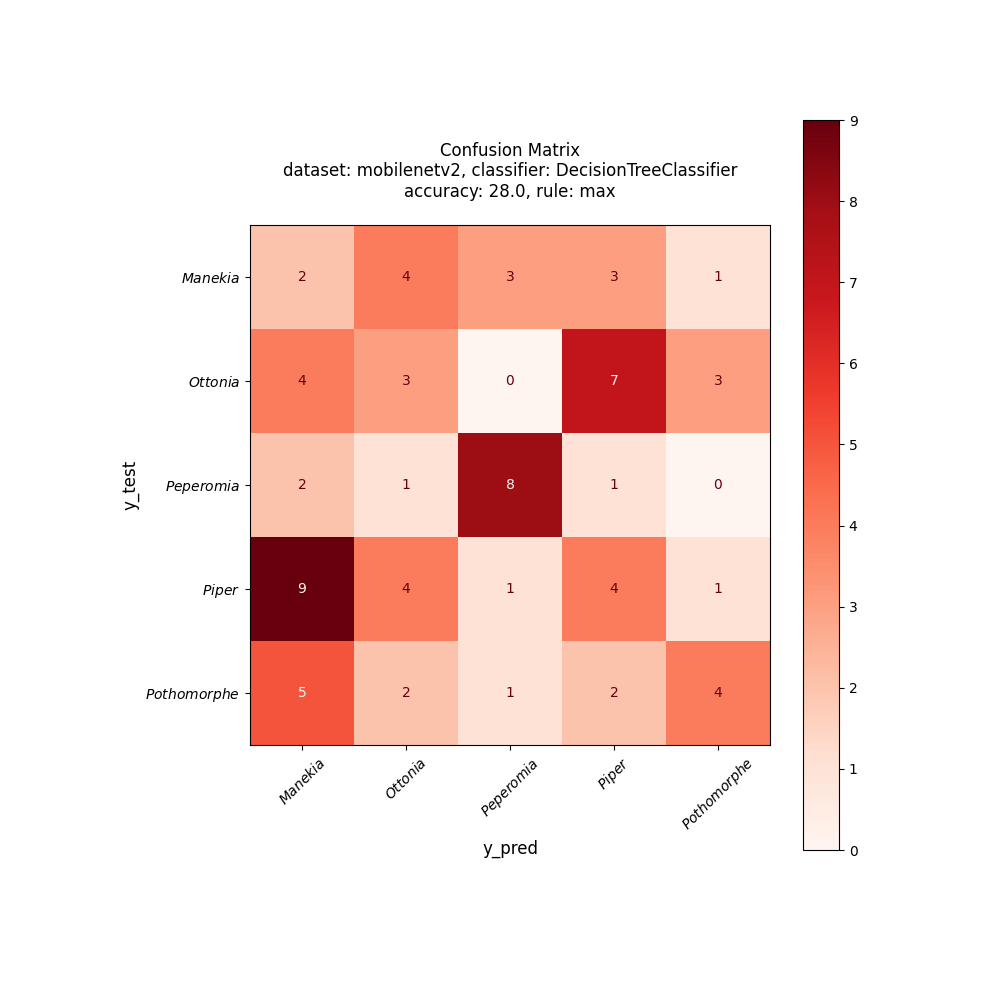 Confusion Matrix
dataset: mobilenetv2, classifier: DecisionTreeClassifier
accuracy: 28.0, rule: max
y_test
Manekia 2 4 3 3 1
Ottonia 4 3 0 7 3
Peperomia 2 1 8 1 0
Piper 9 4 1 4 1
Pothomorphe 5 2 1 2 4
Manekia Ottonia Peperomia Piper Pothomorphe
y_pred
9
8
7
6
5
4
3
2
1
0